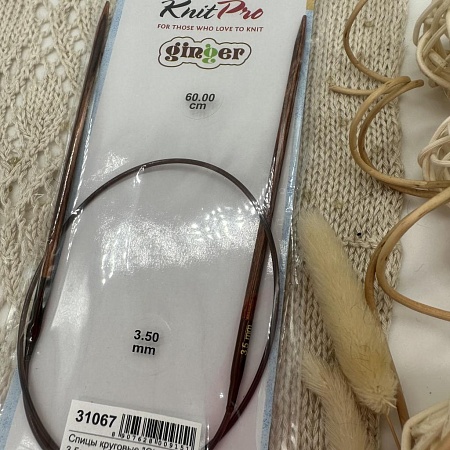 KnitPro
FOR THOSE WHO LOVE TO KNIT
ginger
60.00
cm
3.50
mm
3.5 mm
31067
Спицы круговые